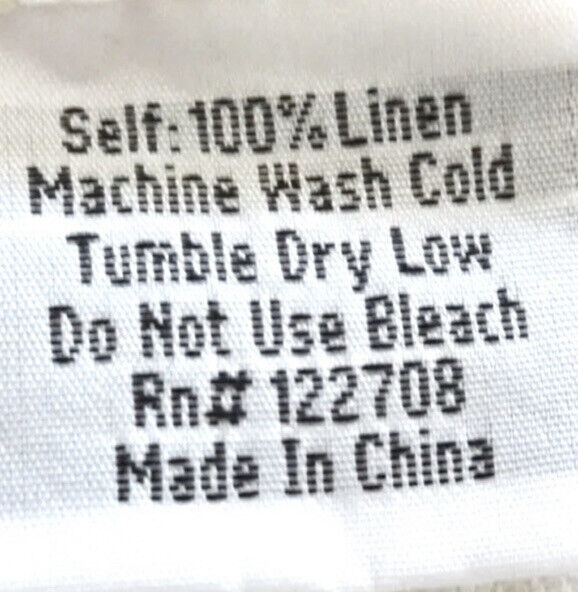 Self: 100% Linen
Machine Wash Cold
Tumble Dry Low
Do Not Use Bleach
Rn# 122708
Made In China